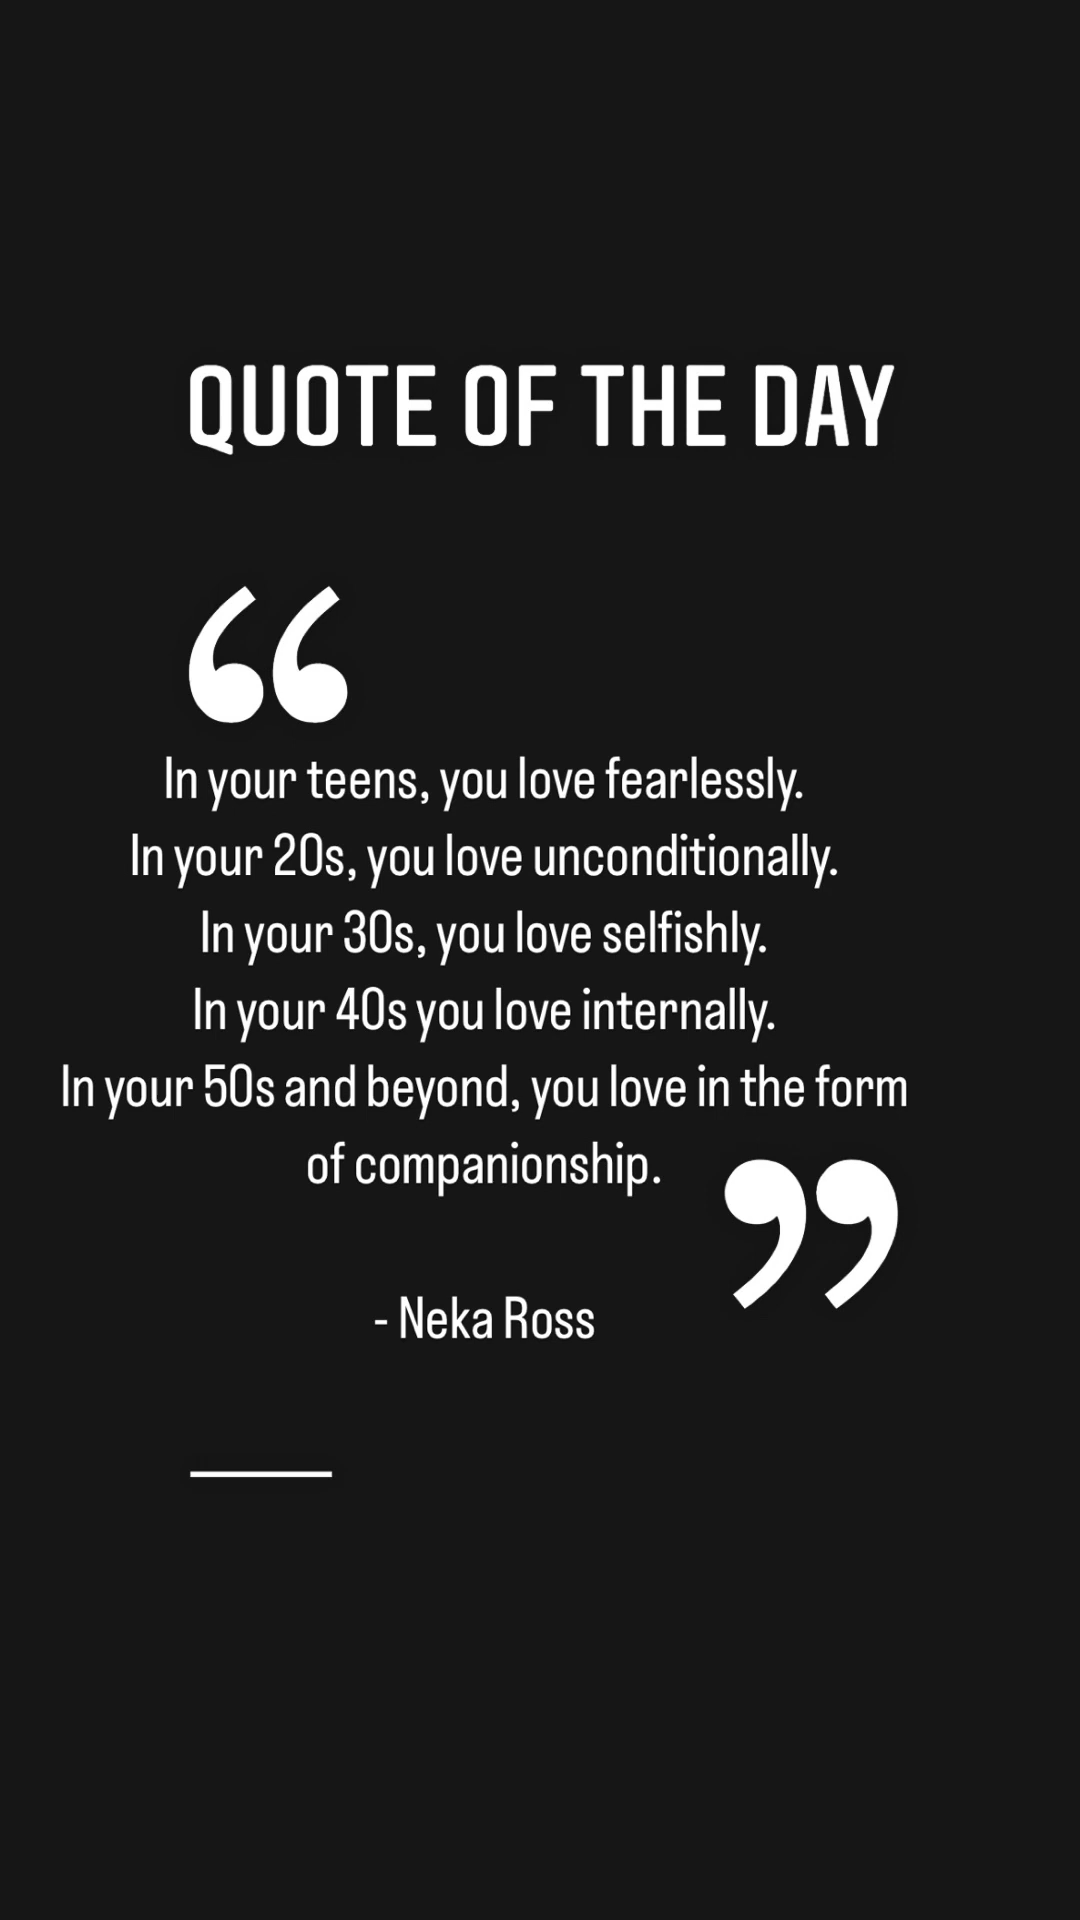 QUOTE OF THE DAY
“
In your teens, you love fearlessly.
In your 20s, you love unconditionally.
In your 30s, you love selfishly.
In your 40s you love internally.
In your 50s and beyond, you love in the form
of companionship.
”
- Neka Ross